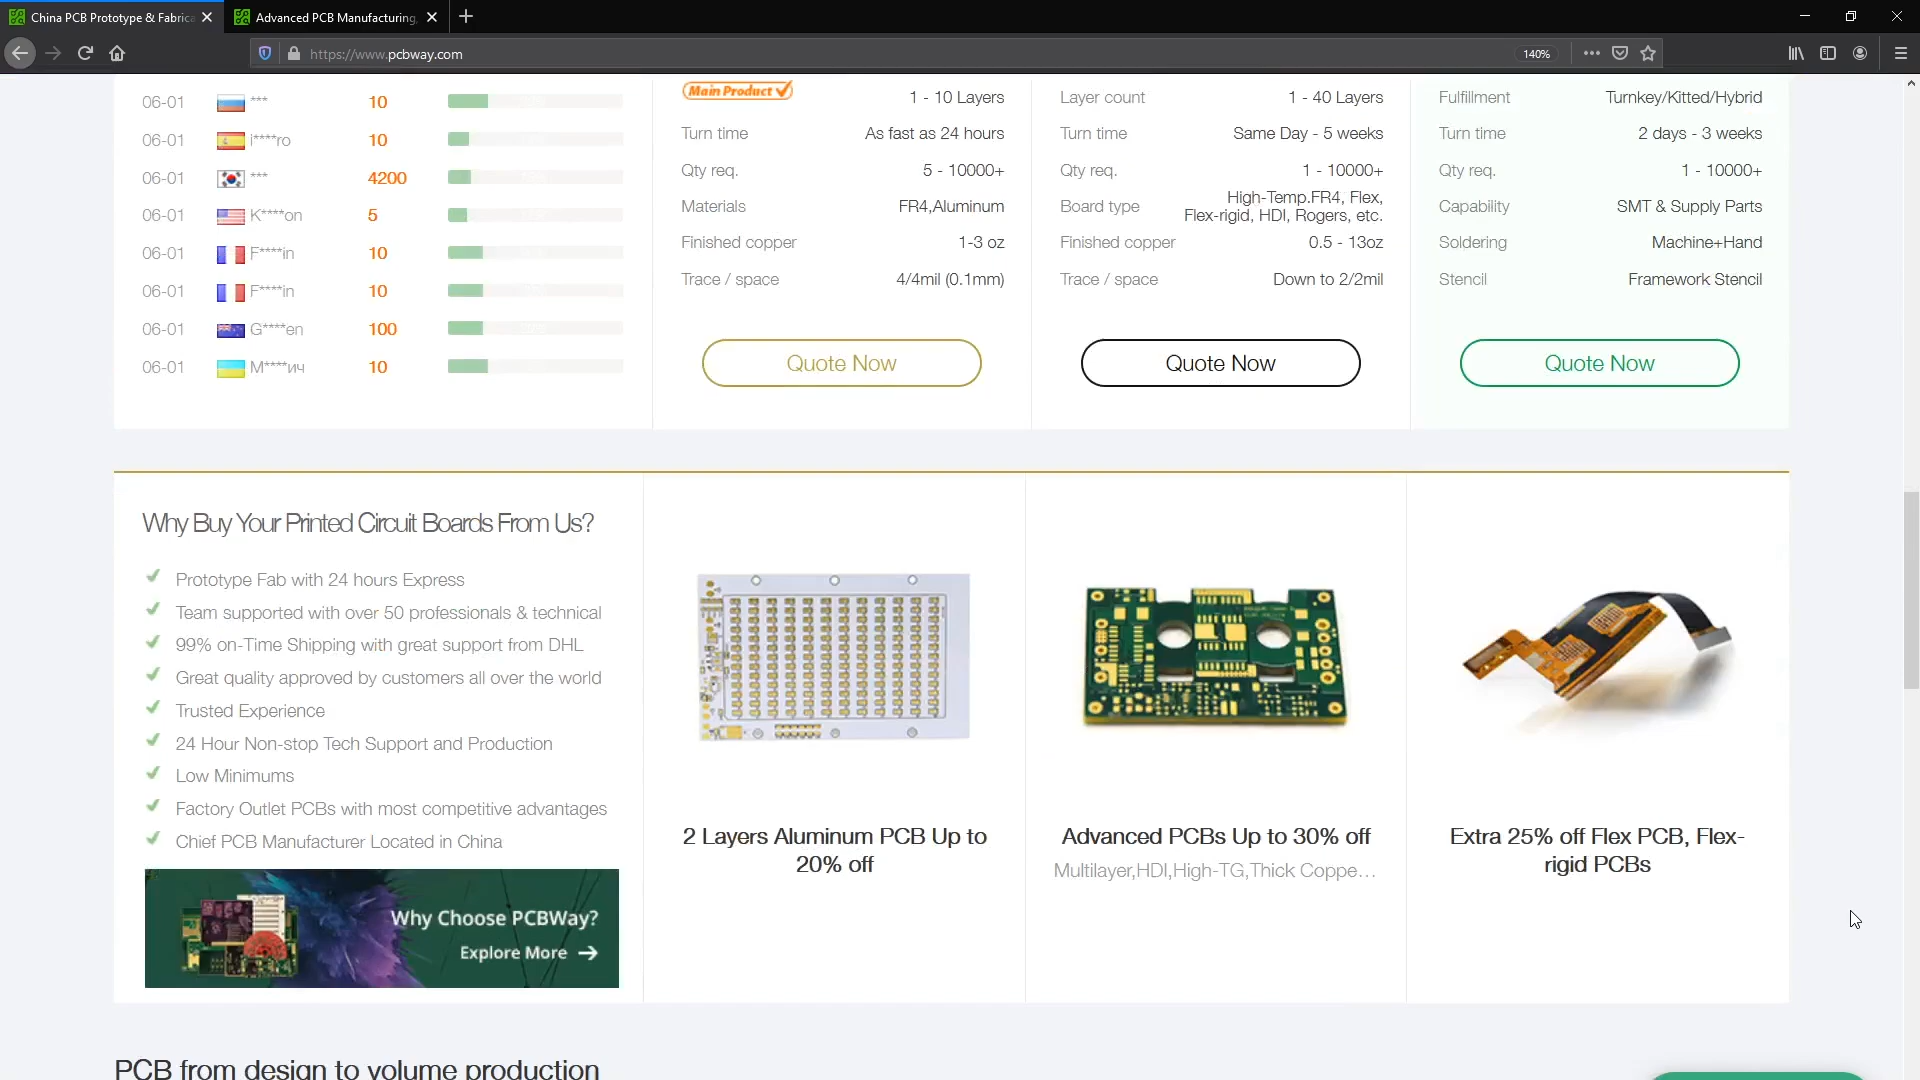 China PCB Prototype & Fabrica
Advanced PCB Manufacturing,
https://www.pcbway.com
140%
06-01 *** 10
06-01 i****ro 10
06-01 *** 4200
06-01 K****on 5
06-01 F****in 10
06-01 F****in 10
06-01 G****en 100
06-01 М****ич 10
Main Product
1 - 10 Layers
Turn time As fast as 24 hours
Qty req. 5 - 10000+
Materials FR4,Aluminum
Finished copper 1-3 oz
Trace / space 4/4mil (0.1mm)
Quote Now
Layer count 1 - 40 Layers
Turn time Same Day - 5 weeks
Qty req. 1 - 10000+
Board type High-Temp.FR4, Flex,
Flex-rigid, HDI, Rogers, etc.
Finished copper 0.5 - 13oz
Trace / space Down to 2/2mil
Quote Now
Fulfillment Turnkey/Kitted/Hybrid
Turn time 2 days - 3 weeks
Qty req. 1 - 10000+
Capability SMT & Supply Parts
Soldering Machine+Hand
Stencil Framework Stencil
Quote Now
Why Buy Your Printed Circuit Boards From Us?
Prototype Fab with 24 hours Express
Team supported with over 50 professionals & technical
99% on-Time Shipping with great support from DHL
Great quality approved by customers all over the world
Trusted Experience
24 Hour Non-stop Tech Support and Production
Low Minimums
Factory Outlet PCBs with most competitive advantages
Chief PCB Manufacturer Located in China
Why Choose PCBWay?
Explore More →
2 Layers Aluminum PCB Up to
20% off
Advanced PCBs Up to 30% off
Multilayer,HDI,High-TG,Thick Coppe...
Extra 25% off Flex PCB, Flex-
rigid PCBs
PCB from design to volume production